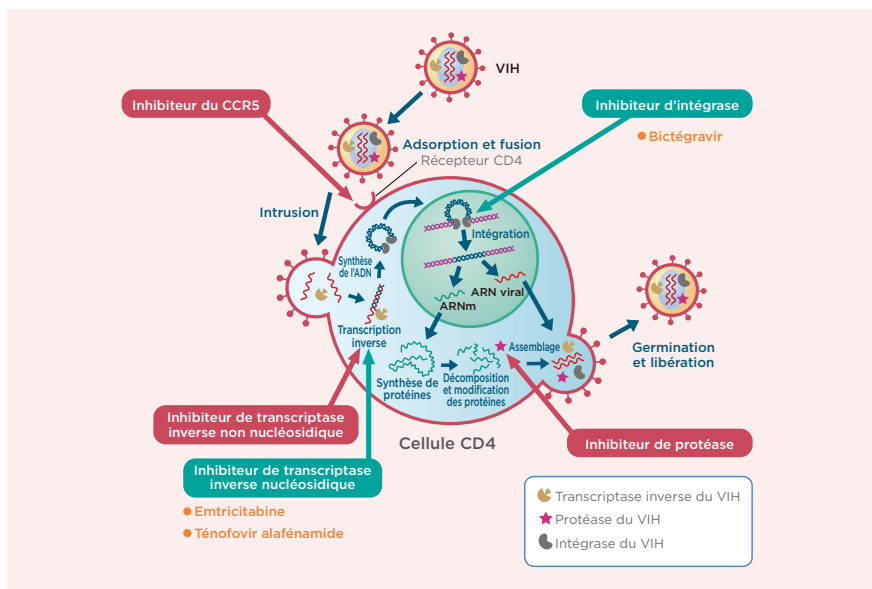 VIH
Inhibiteur du CCR5
Inhibiteur d'intégrase
Bictégravir
Adsorption et fusion
Récepteur CD4
Intrusion
Intégration
Synthèse
de l'ADN
ARN viral
ARNm
Transcription
inverse
Assemblage
Germination
et libération
Synthèse de
protéines
Décomposition
et modification
des protéines
Inhibiteur de transcriptase
inverse non nucléosidique
Cellule CD4
Inhibiteur de protéase
Inhibiteur de transcriptase
inverse nucléosidique
Emtricitabine
Ténofovir alafénamide
Transcriptase inverse du VIH
Protéase du VIH
Intégrase du VIH